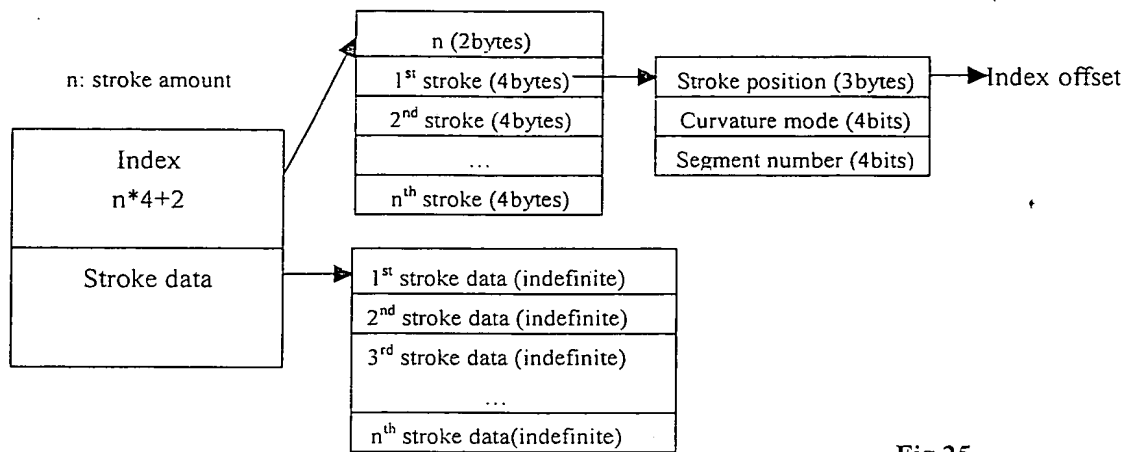 n: stroke amount
Index
n*4+2
Stroke data
n (2bytes)
1st stroke (4bytes)
2nd stroke (4bytes)
...
nth stroke (4bytes)
Stroke position (3bytes)
Curvature mode (4bits)
Segment number (4bits)
Index offset
1st stroke data (indefinite)
2nd stroke data (indefinite)
3rd stroke data (indefinite)
...
nth stroke data(indefinite)